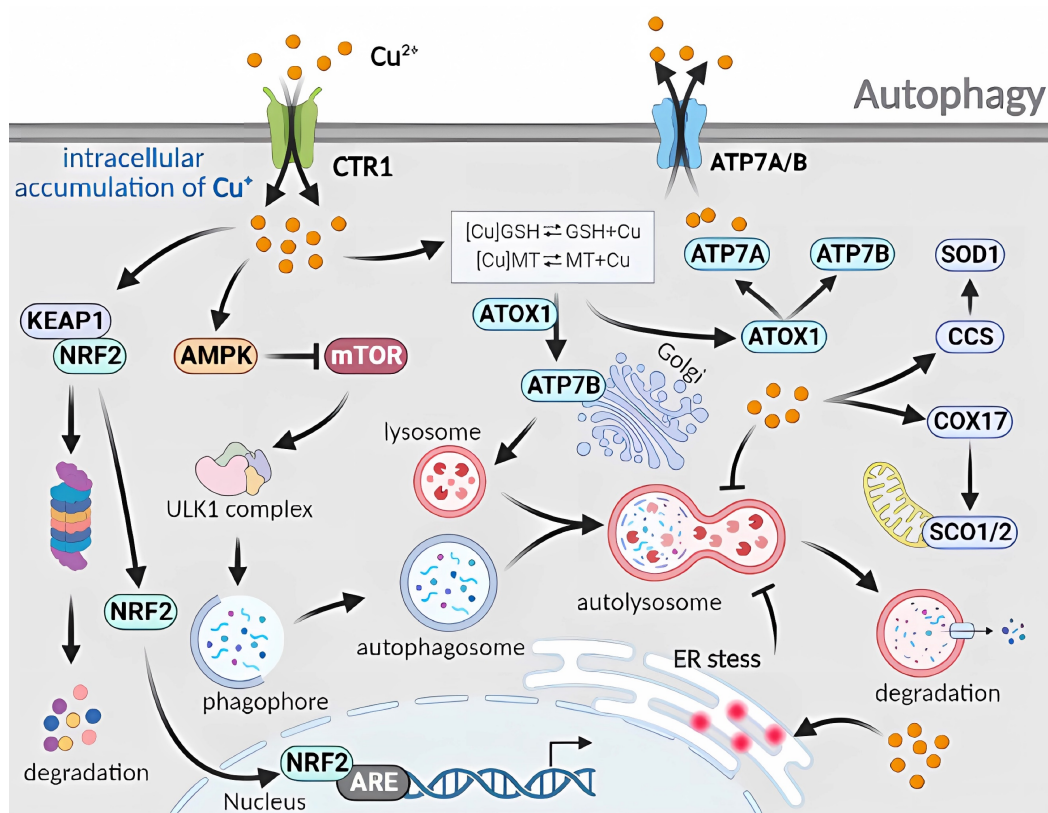 Cu²⁺
Autophagy
intracellular
accumulation of Cu⁺
CTR1
ATP7A/B
[Cu]GSH ⇌ GSH+Cu
[Cu]MT ⇌ MT+Cu
ATP7A
ATP7B
SOD1
KEAP1
NRF2
AMPK
mTOR
ATOX1
ATOX1
CCS
Golgi
ATP7B
COX17
lysosome
ULK1 complex
SCO1/2
NRF2
autolysosome
autophagosome
ER stess
phagophore
degradation
degradation
NRF2
ARE
Nucleus